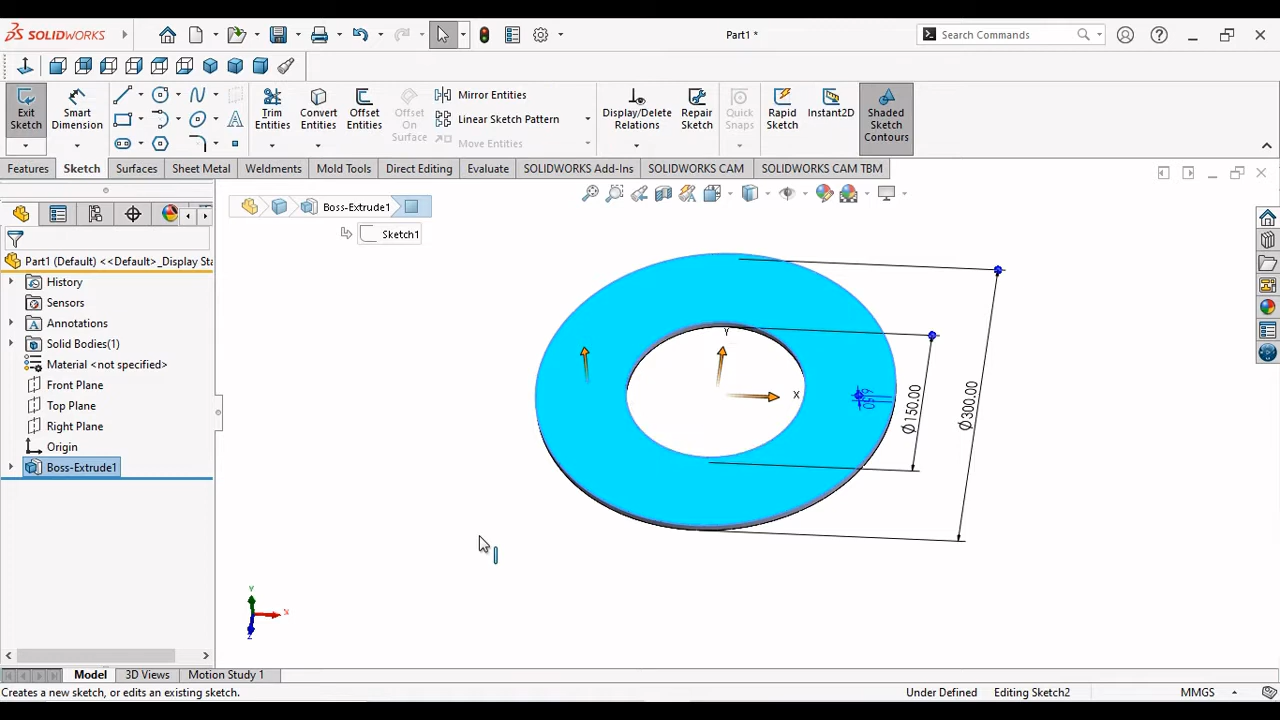 SOLIDWORKS
Part1 *
Search Commands
Exit Sketch
Smart Dimension
Trim Entities
Convert Entities
Offset Entities
Offset On Surface
Mirror Entities
Linear Sketch Pattern
Move Entities
Display/Delete Relations
Repair Sketch
Quick Snaps
Rapid Sketch
Instant2D
Shaded Sketch Contours
Features
Sketch
Surfaces
Sheet Metal
Weldments
Mold Tools
Direct Editing
Evaluate
SOLIDWORKS Add-Ins
SOLIDWORKS CAM
SOLIDWORKS CAM TBM
Boss-Extrude1
Sketch1
Part1 (Default) <<Default>_Display Sta
History
Sensors
Annotations
Solid Bodies(1)
Material <not specified>
Front Plane
Top Plane
Right Plane
Origin
Boss-Extrude1
Y
X
Φ150.00
Φ300.00
Y
X
Z
Model
3D Views
Motion Study 1
Creates a new sketch, or edits an existing sketch.
Under Defined
Editing Sketch2
MMGS